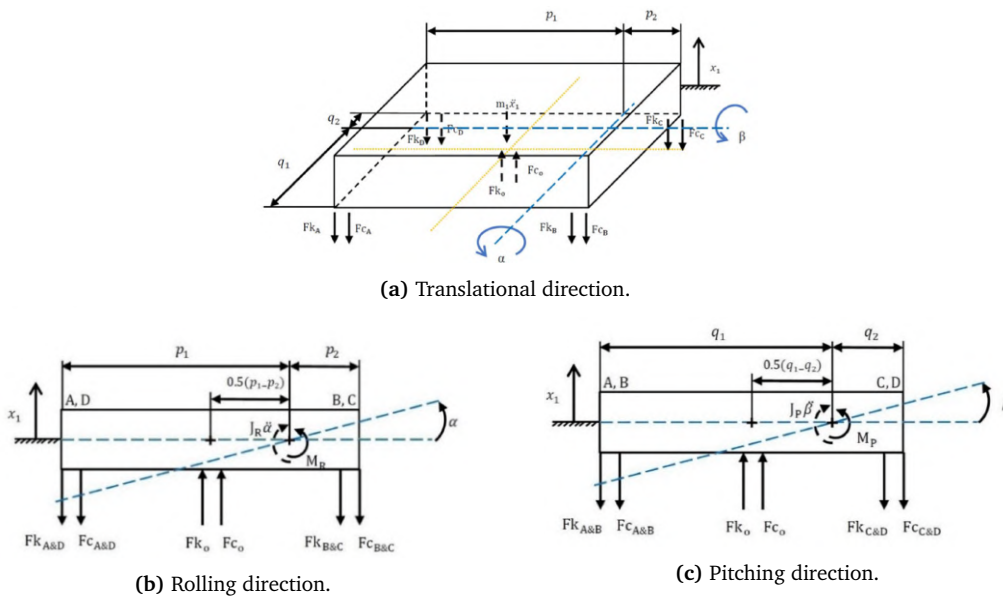 p₁ p₂
x₁
q₂
m₁ẍ₁
Fk_D Fc_D
Fk_C Fc_C
β
q₁
Fk_o Fc_o
Fk_A Fc_A
Fk_B Fc_B
α
(a) Translational direction.
p₁ p₂
0.5(p₁₋p₂)
A, D B, C
x₁
J_R α̈
α
M_R
Fk_A&D Fc_A&D Fk_o Fc_o Fk_B&C Fc_B&C
(b) Rolling direction.
q₁ q₂
0.5(q₁₋q₂)
A, B C, D
x₁
J_P β̈
M_P
Fk_A&B Fc_A&B Fk_o Fc_o Fk_C&D Fc_C&D
(c) Pitching direction.